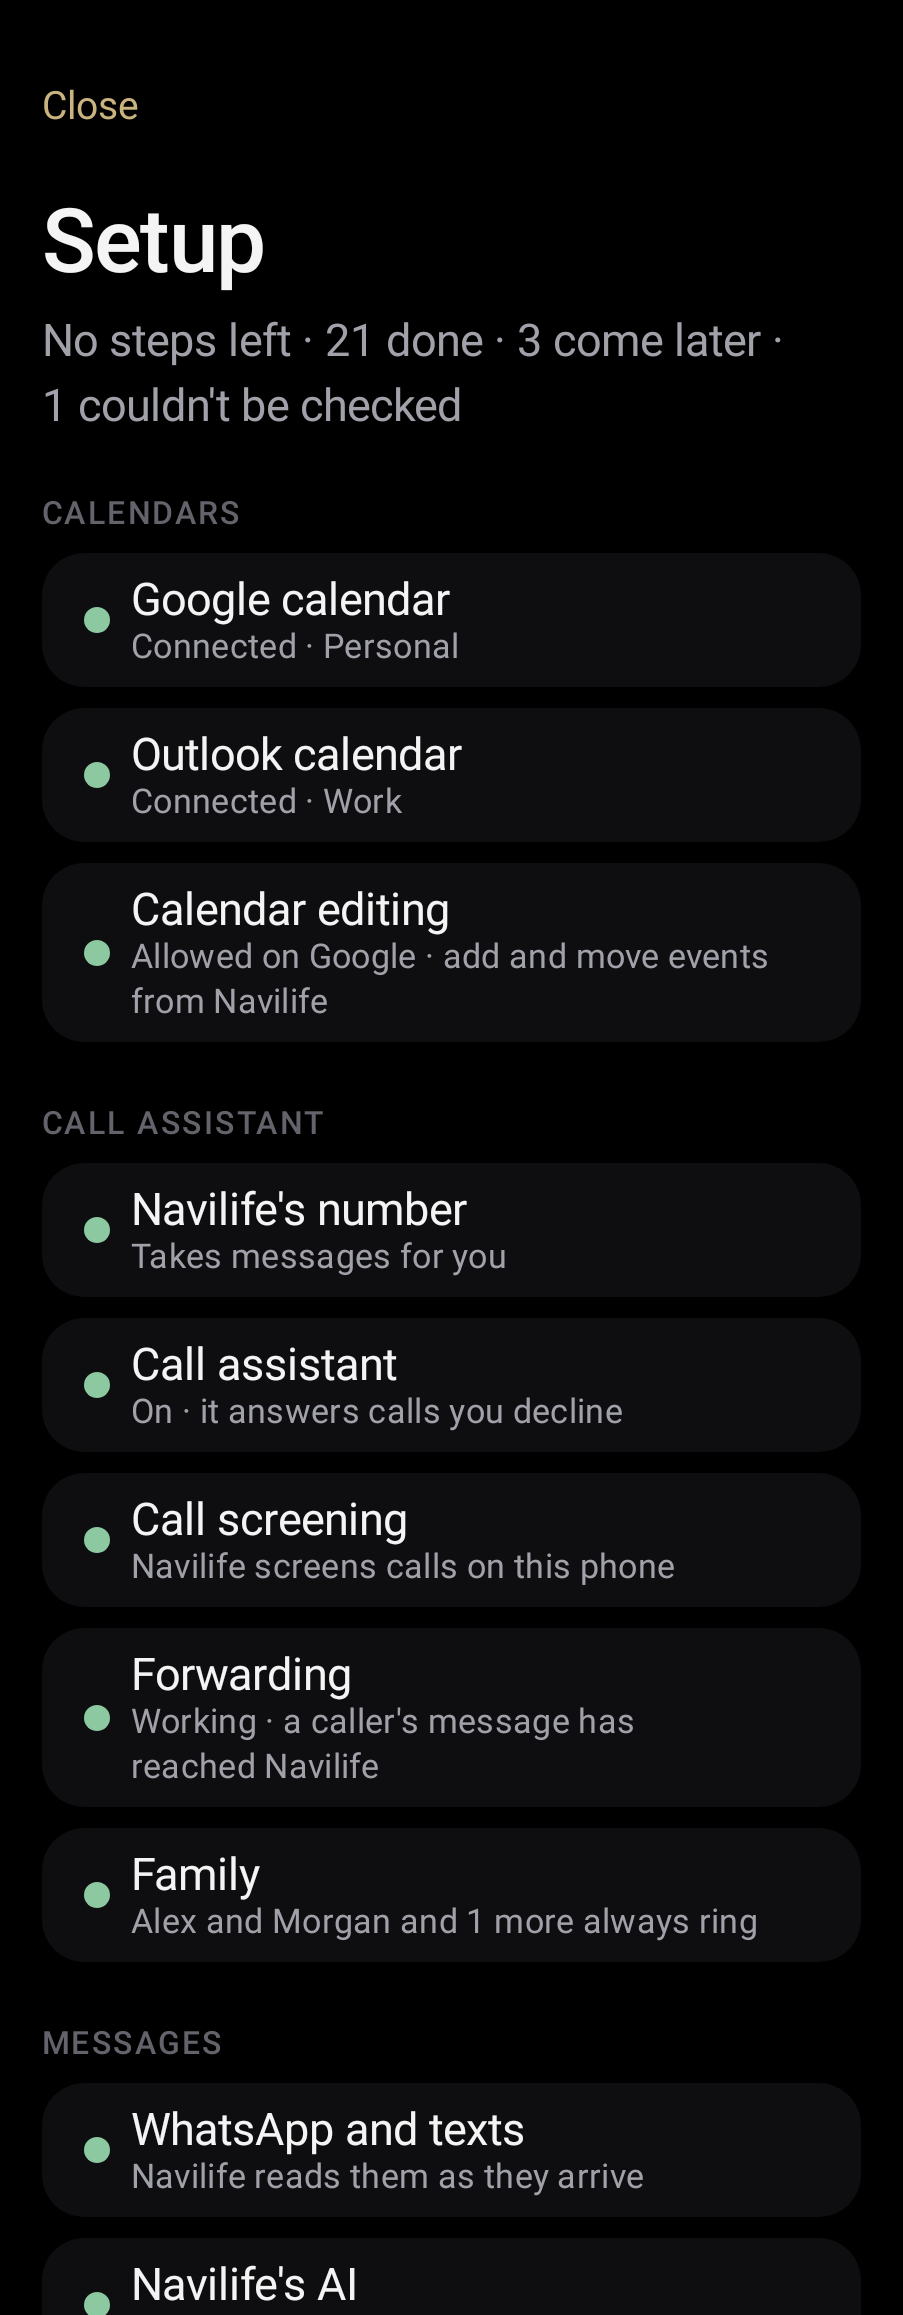 Close
Setup
No steps left · 21 done · 3 come later ·
1 couldn't be checked
CALENDARS
Google calendar
Connected · Personal
Outlook calendar
Connected · Work
Calendar editing
Allowed on Google · add and move events
from Navilife
CALL ASSISTANT
Navilife's number
Takes messages for you
Call assistant
On · it answers calls you decline
Call screening
Navilife screens calls on this phone
Forwarding
Working · a caller's message has
reached Navilife
Family
Alex and Morgan and 1 more always ring
MESSAGES
WhatsApp and texts
Navilife reads them as they arrive
Navilife's AI